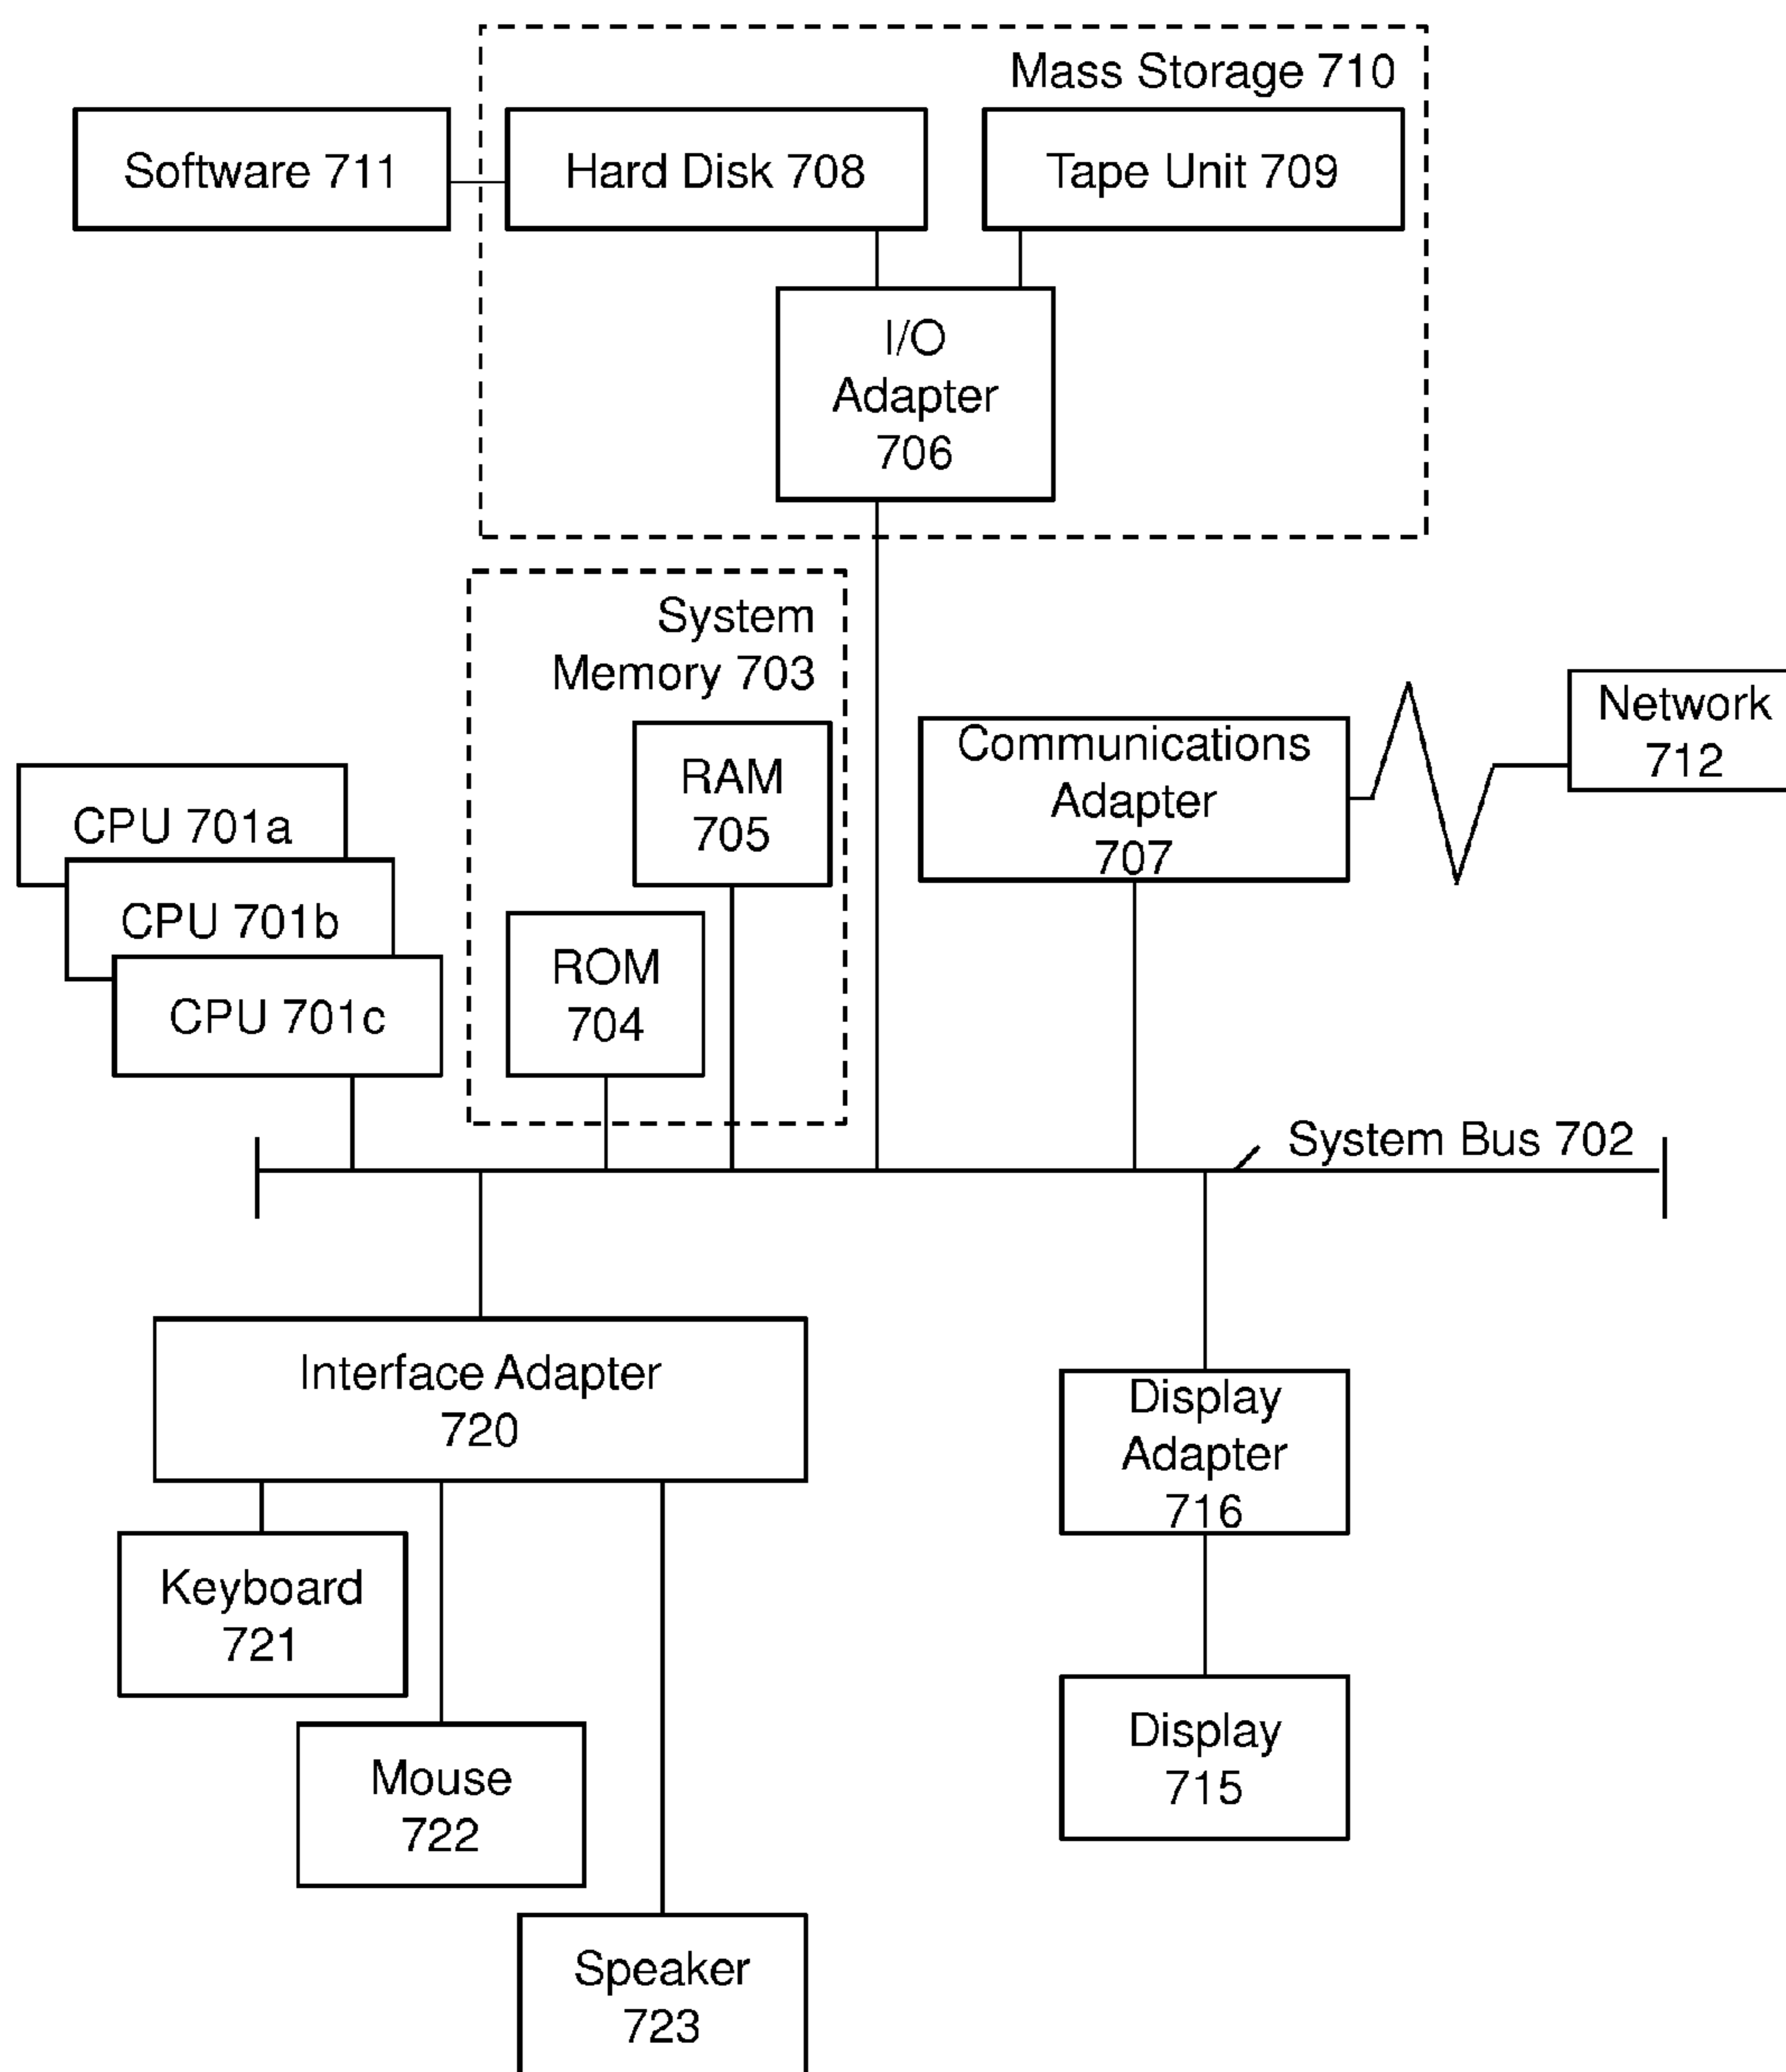 Mass Storage 710
Software 711
Hard Disk 708
Tape Unit 709
I/O
Adapter
706
System
Memory 703
RAM
705
ROM
704
Communications
Adapter
707
Network
712
CPU 701a
CPU 701b
CPU 701c
System Bus 702
Interface Adapter
720
Display
Adapter
716
Keyboard
721
Mouse
722
Display
715
Speaker
723